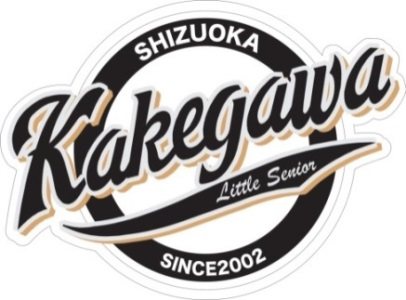 SHIZUOKA
Kakegawa
Little Senior
SINCE2002